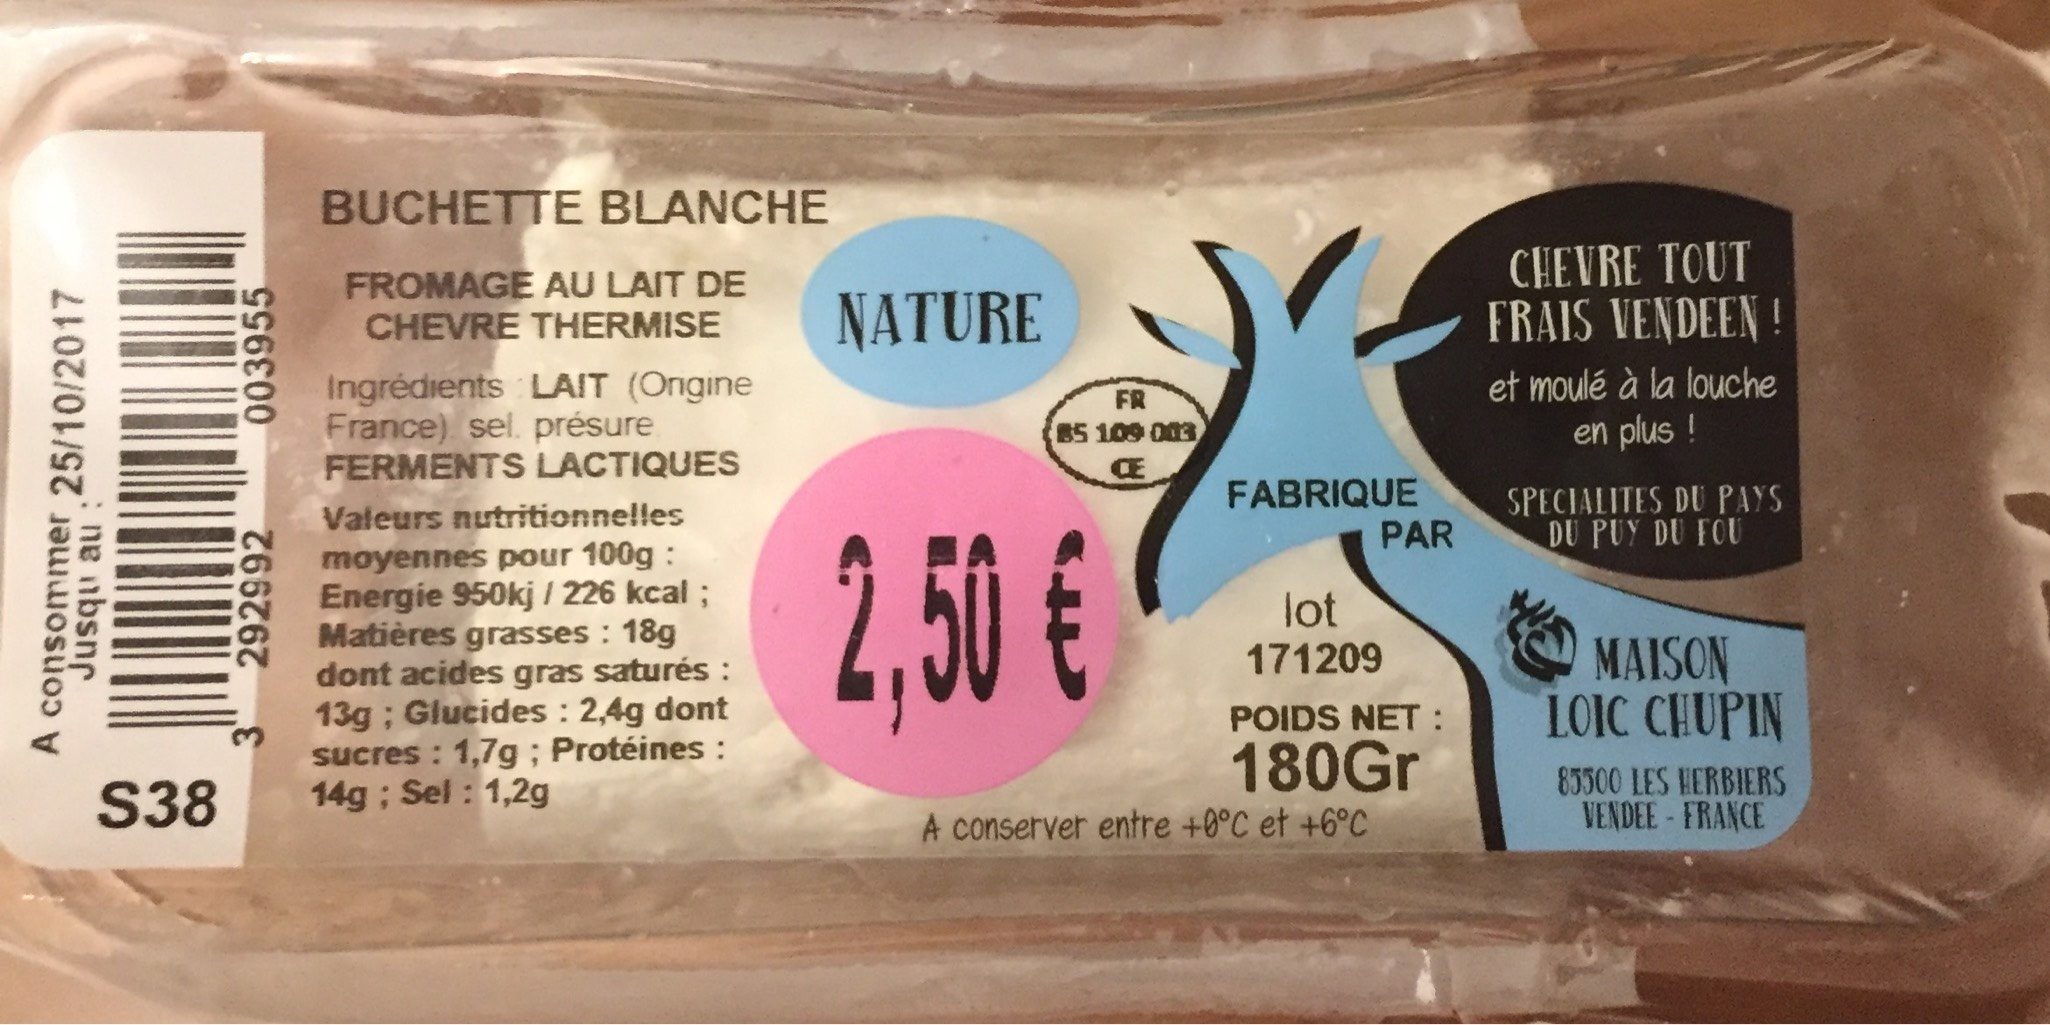 A consommer
Jusqu au : 25/10/2017
3 292992 003955
S38
BUCHETTE BLANCHE
FROMAGE AU LAIT DE
CHEVRE THERMISE
Ingrédients : LAIT (Origine
France) sel, présure
FERMENTS LACTIQUES
Valeurs nutritionnelles
moyennes pour 100g :
Energie 950kj / 226 kcal ;
Matières grasses : 18g
dont acides gras saturés :
13g ; Glucides : 2,4g dont
sucres : 1,7g ; Protéines :
14g ; Sel : 1,2g
NATURE
2,50 €
FR
85 109 003
CE
FABRIQUE
PAR
lot
171209
POIDS NET :
180Gr
A conserver entre +0°C et +6°C
CHEVRE TOUT
FRAIS VENDEEN !
et moulé à la louche
en plus !
SPECIALITES DU PAYS
DU PUY DU FOU
MAISON
LOIC CHUPIN
85500 LES HERBIERS
VENDEE - FRANCE